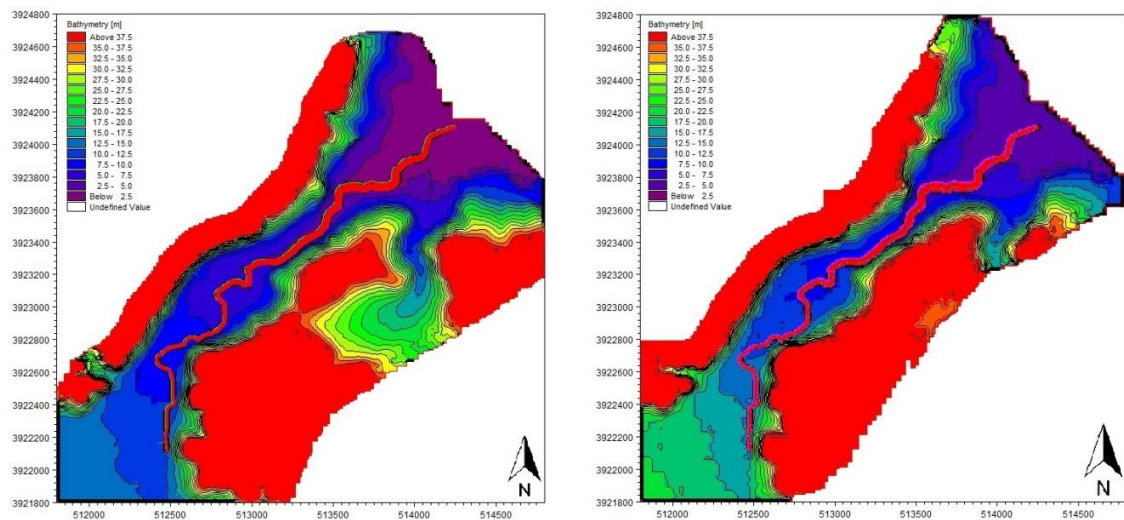 3924800
3924600
3924400
3924200
3924000
3923800
3923600
3923400
3923200
3923000
3922800
3922600
3922400
3922200
3922000
3921800
Bathymetry [m]
Above 37.5
35.0 - 37.5
32.5 - 35.0
30.0 - 32.5
27.5 - 30.0
25.0 - 27.5
22.5 - 25.0
20.0 - 22.5
17.5 - 20.0
15.0 - 17.5
12.5 - 15.0
10.0 - 12.5
7.5 - 10.0
5.0 - 7.5
2.5 - 5.0
Below 2.5
Undefined Value
N
512000 512500 513000 513500 514000 514500
3924800
3924600
3924400
3924200
3924000
3923800
3923600
3923400
3923200
3923000
3922800
3922600
3922400
3922200
3922000
3921800
Bathymetry [m]
Above 37.5
35.0 - 37.5
32.5 - 35.0
30.0 - 32.5
27.5 - 30.0
25.0 - 27.5
22.5 - 25.0
20.0 - 22.5
17.5 - 20.0
15.0 - 17.5
12.5 - 15.0
10.0 - 12.5
7.5 - 10.0
5.0 - 7.5
2.5 - 5.0
Below 2.5
Undefined Value
N
512000 512500 513000 513500 514000 514500